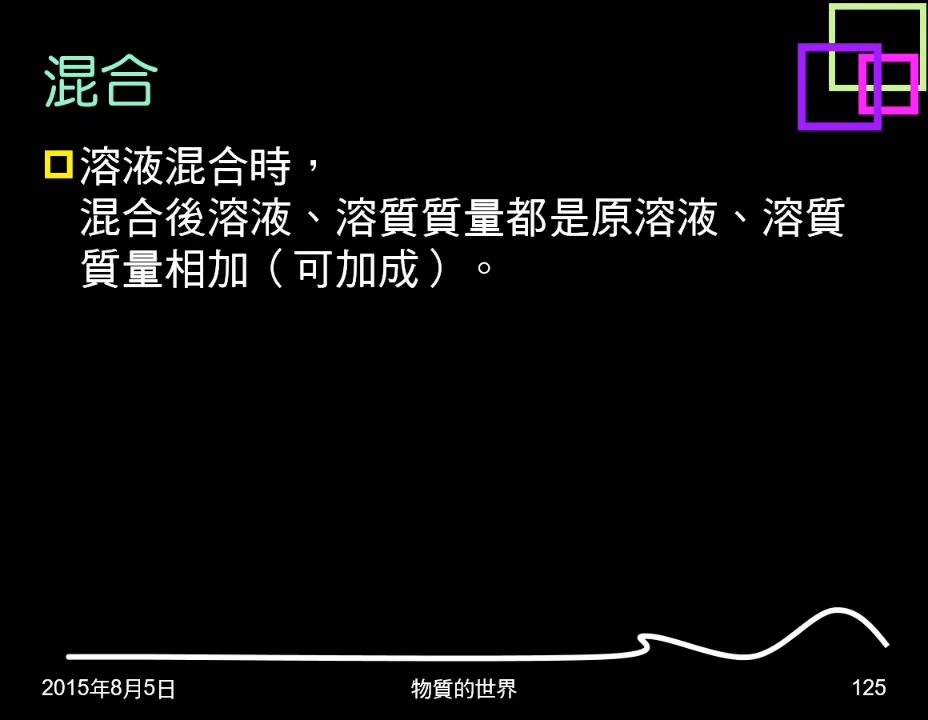 混合
溶液混合時，
混合後溶液、溶質質量都是原溶液、溶質
質量相加（可加成）。
2015年8月5日
物質的世界
125